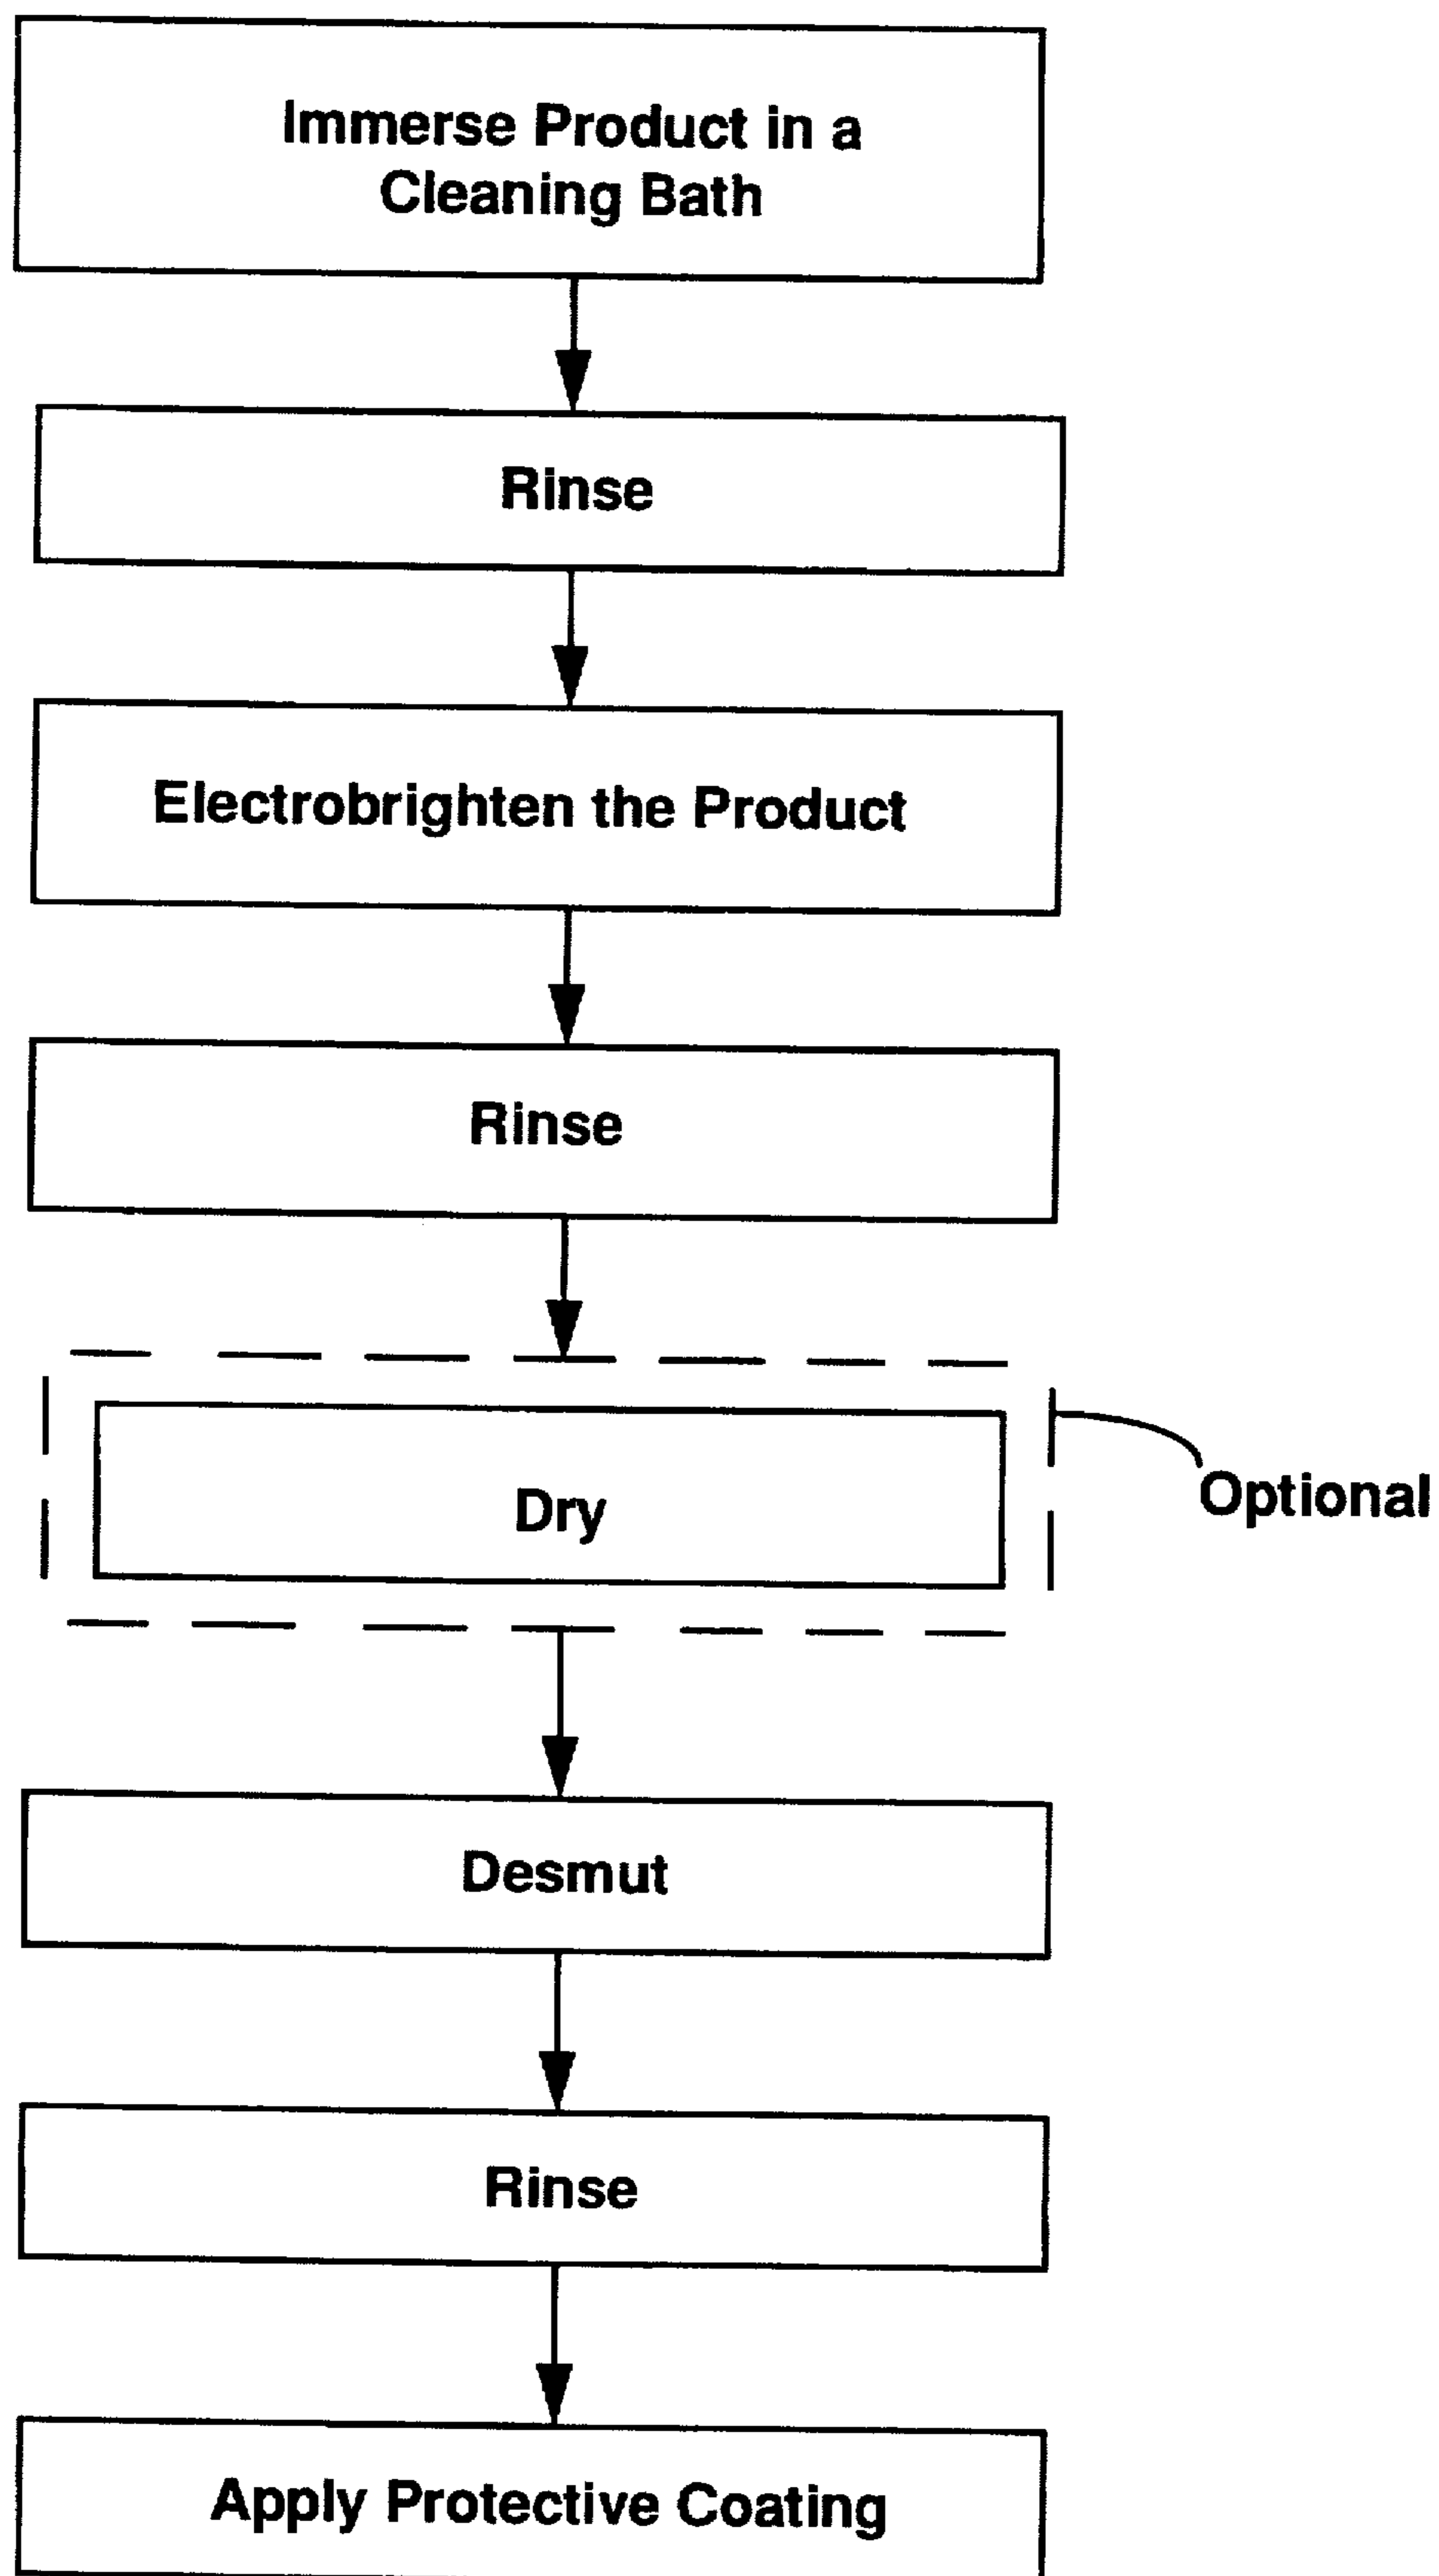 Immerse Product in a
Cleaning Bath
Rinse
Electrobrighten the Product
Rinse
Dry
Optional
Desmut
Rinse
Apply Protective Coating